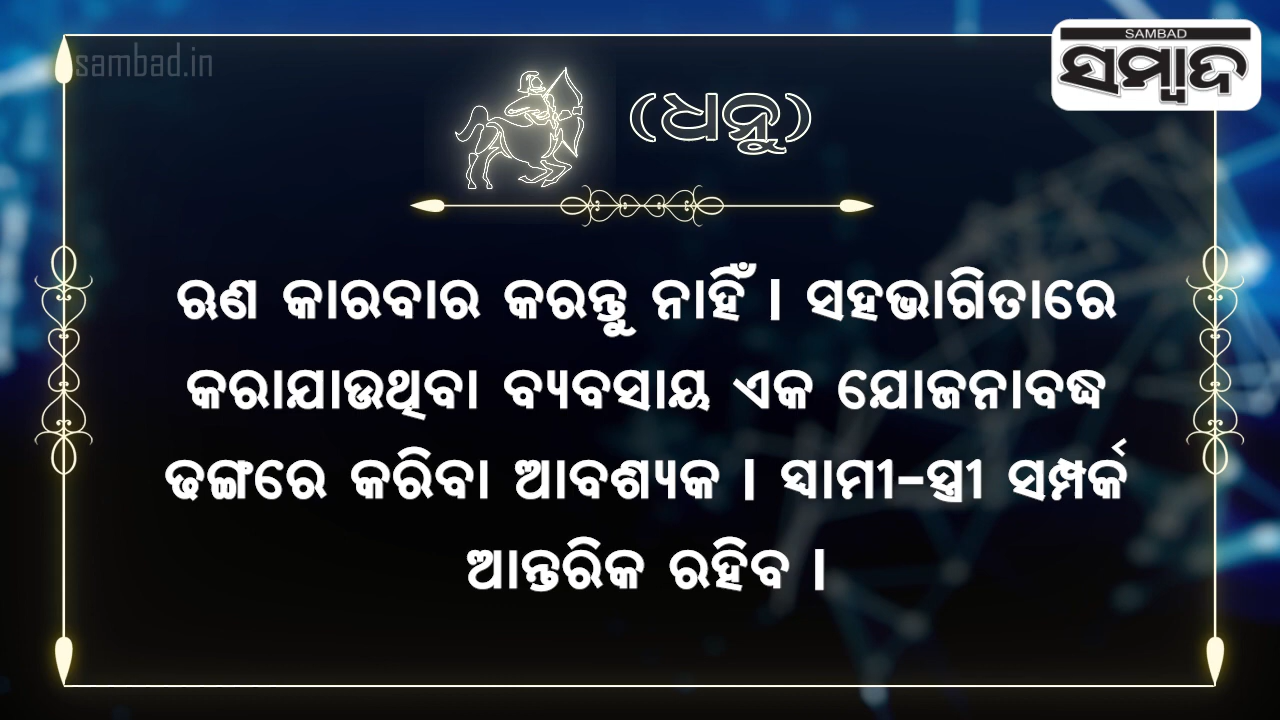 sambad.in
SAMBAD
ସମ୍ବାଦ
(ଧନୁ)
ଋଣ କାରବାର କରନ୍ତୁ ନାହିଁ । ସହଭାଗିତାରେ
କରାଯାଉଥିବା ବ୍ୟବସାୟ ଏକ ଯୋଜନାବଦ୍ଧ
ଢଙ୍ଗରେ କରିବା ଆବଶ୍ୟକ । ସ୍ୱାମୀ-ସ୍ତ୍ରୀ ସମ୍ପର୍କ
ଆନ୍ତରିକ ରହିବ ।